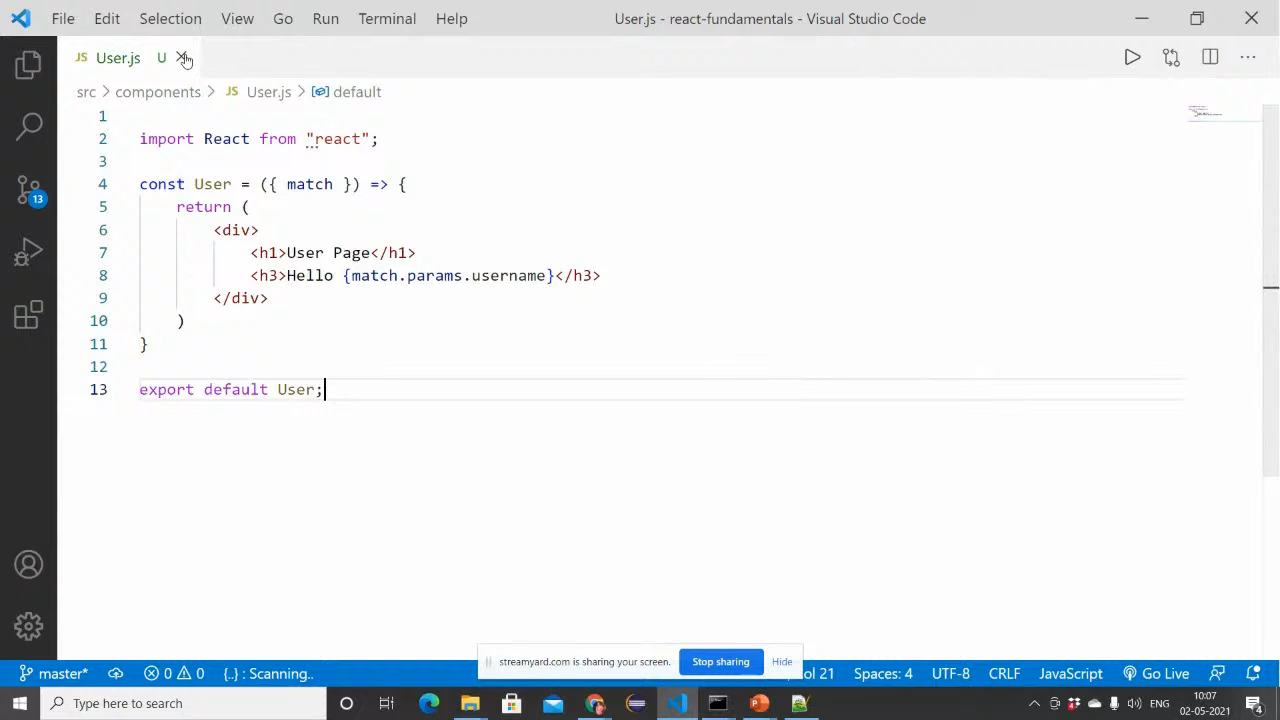 File Edit Selection View Go Run Terminal Help User.js - react-fundamentals - Visual Studio Code
JS User.js U
src > components > JS User.js > default
1
2 import React from "react";
3
4 const User = ({ match }) => {
5 return (
6 <div>
7 <h1>User Page</h1>
8 <h3>Hello {match.params.username}</h3>
9 </div>
10 )
11 }
12
13 export default User;
13
streamyard.com is sharing your screen. Stop sharing Hide
master* 0 0 {..} : Scanning.. Col 21 Spaces: 4 UTF-8 CRLF JavaScript Go Live
Type here to search ENG 10:07
02-05-2021 4